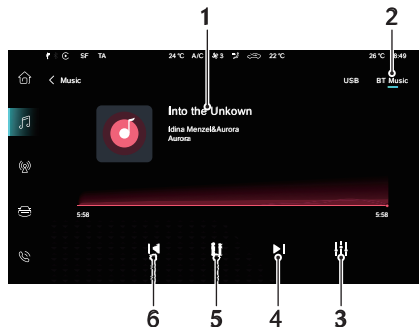 1
2
SF TA 24°C A/C 3 22°C 26°C 8:49
Music
USB BT Music
Into the Unkown
Idina Menzel&Aurora
Aurora
5:58 5:58
6 5 4 3